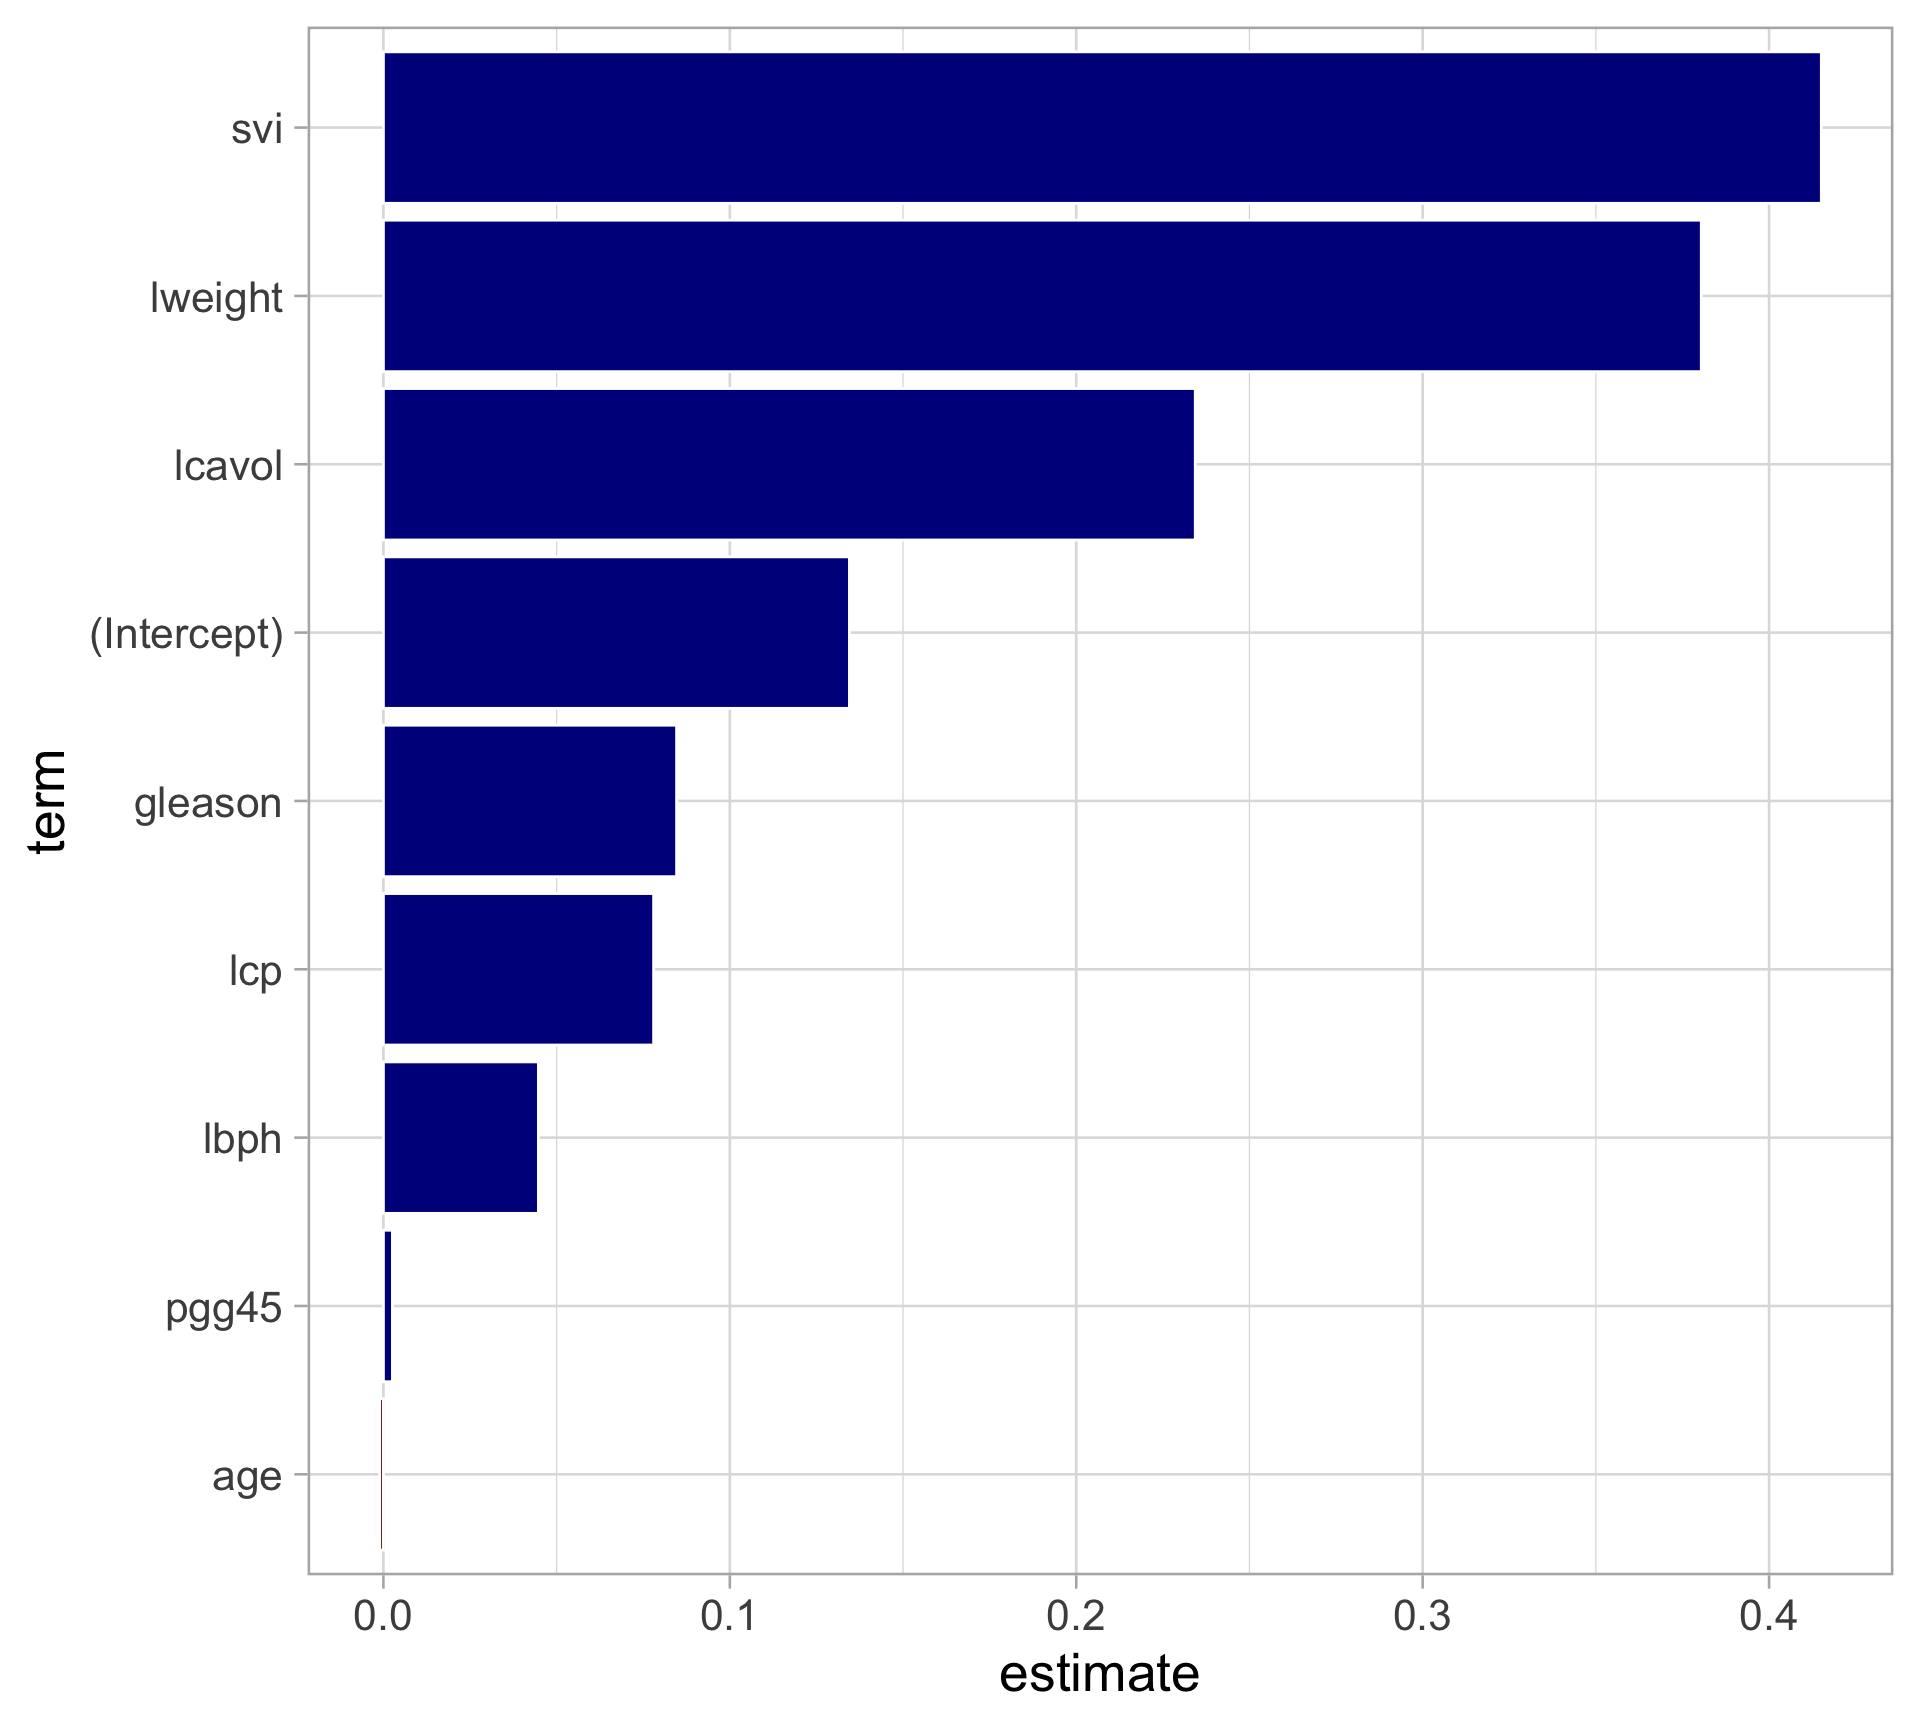 term
svi
lweight
lcavol
(Intercept)
gleason
lcp
lbph
pgg45
age
0.0 0.1 0.2 0.3 0.4
estimate